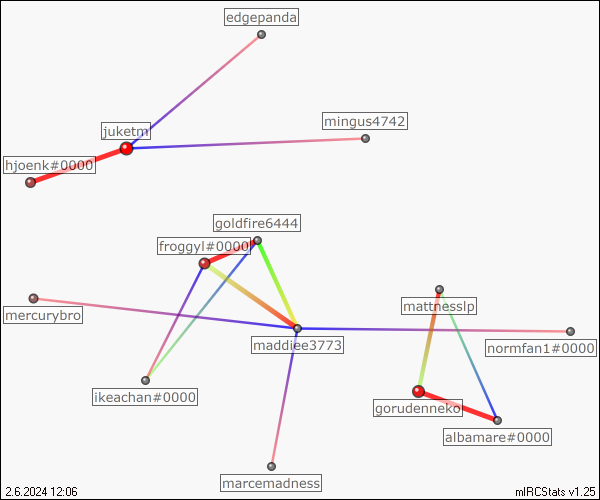 edgepanda
mingus4742
juketm
hjoenk#0000
goldfire6444
froggyl#0000
mattnesslp
mercurybro
maddiee3773
normfan1#0000
ikeachan#0000
gorudenneko
albamare#0000
marcemadness
2.6.2024 12:06
mIRCStats v1.25